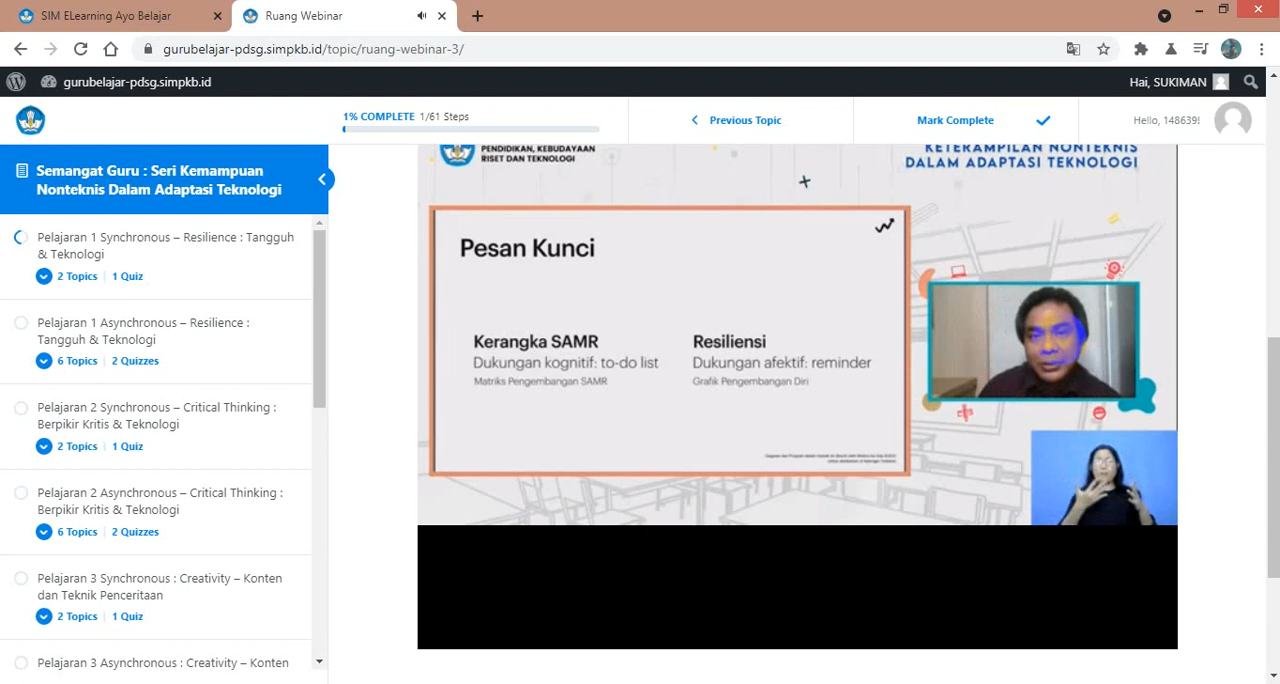 SIM ELearning Ayo Belajar
Ruang Webinar
gurubelajar-pdsg.simpkb.id/topic/ruang-webinar-3/
gurubelajar-pdsg.simpkb.id
Hai, SUKIMAN
1% COMPLETE 1/61 Steps
Previous Topic
Mark Complete
Hello, 148639!
Semangat Guru : Seri Kemampuan
Nonteknis Dalam Adaptasi Teknologi
Pelajaran 1 Synchronous – Resilience : Tangguh
& Teknologi
2 Topics | 1 Quiz
Pelajaran 1 Asynchronous – Resilience :
Tangguh & Teknologi
6 Topics | 2 Quizzes
Pelajaran 2 Synchronous – Critical Thinking :
Berpikir Kritis & Teknologi
2 Topics | 1 Quiz
Pelajaran 2 Asynchronous – Critical Thinking :
Berpikir Kritis & Teknologi
6 Topics | 2 Quizzes
Pelajaran 3 Synchronous : Creativity – Konten
dan Teknik Penceritaan
2 Topics | 1 Quiz
Pelajaran 3 Asynchronous : Creativity – Konten
PENDIDIKAN, KEBUDAYAAN
RISET DAN TEKNOLOGI
KETERAMPILAN NONTEKNIS
DALAM ADAPTASI TEKNOLOGI
Pesan Kunci
Kerangka SAMR
Dukungan kognitif: to-do list
Matriks Pengembangan SAMR
Resiliensi
Dukungan afektif: reminder
Grafik Pengembangan Diri